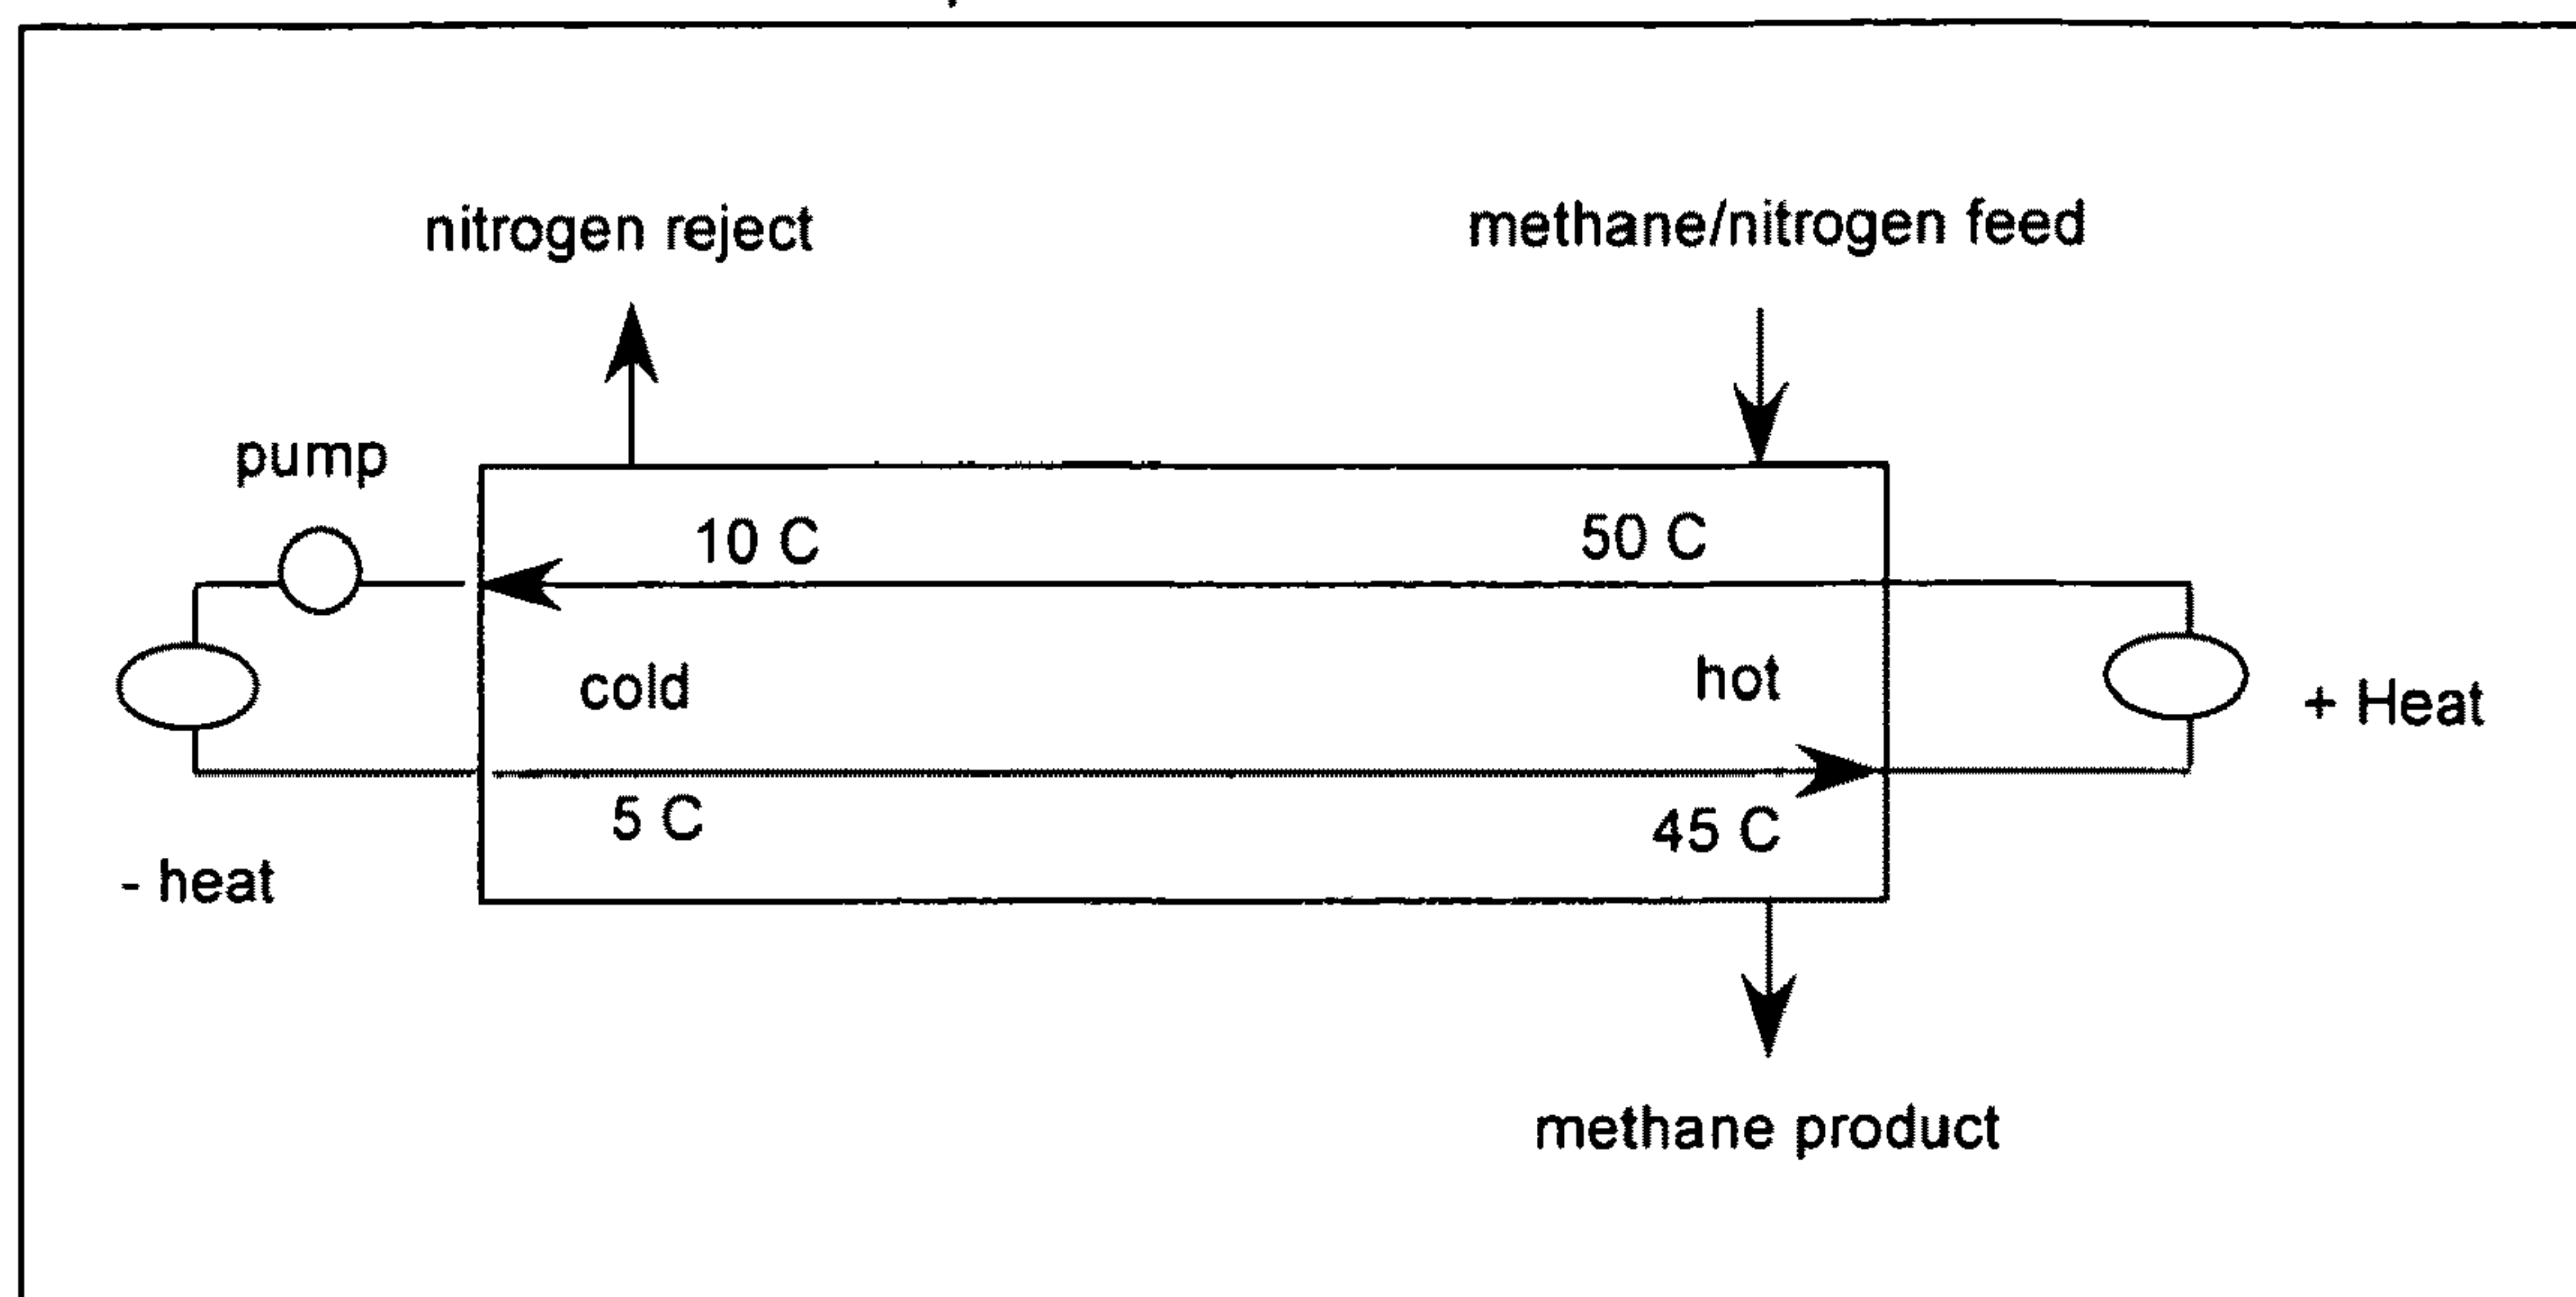 nitrogen reject
methane/nitrogen feed
pump
10 C
50 C
cold
hot
+ Heat
5 C
45 C
- heat
methane product